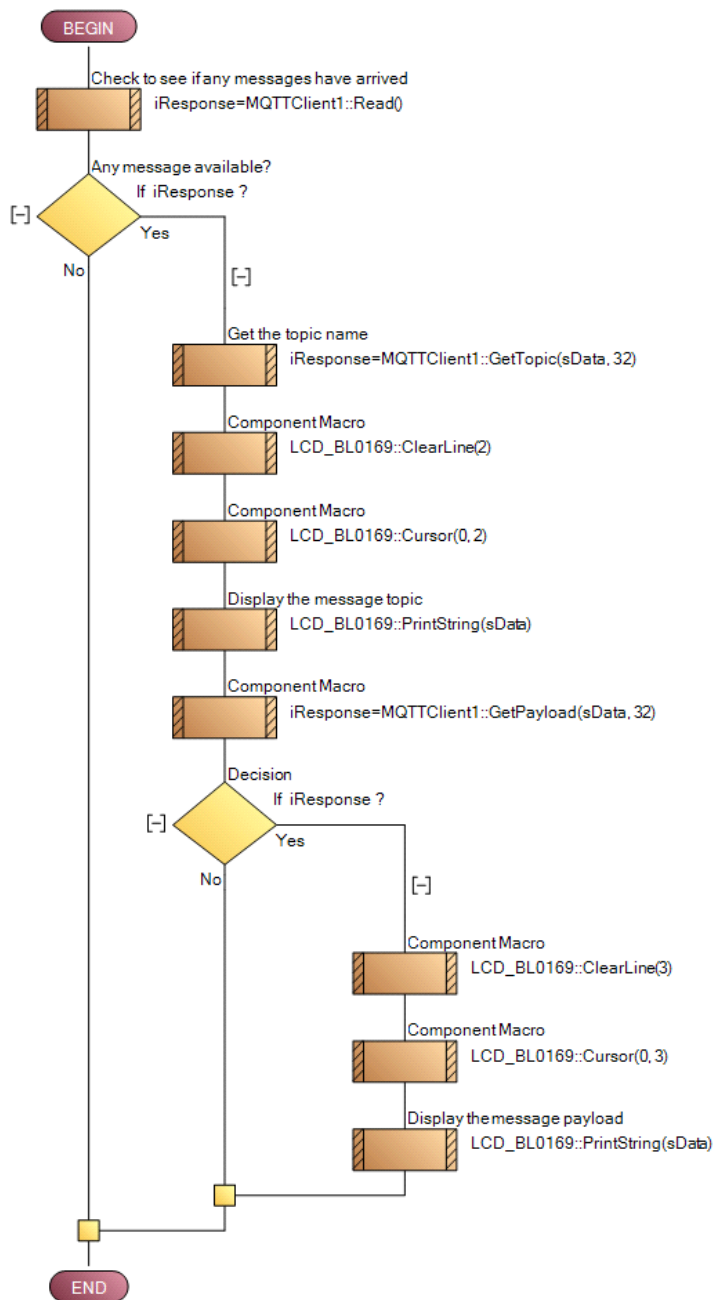 BEGIN
Check to see if any messages have arrived
iResponse=MQTTClient1::Read()
Any message available?
If iResponse ?
[-]
Yes
No
[-]
Get the topic name
iResponse=MQTTClient1::GetTopic(sData, 32)
Component Macro
LCD_BL0169::ClearLine(2)
Component Macro
LCD_BL0169::Cursor(0, 2)
Display the message topic
LCD_BL0169::PrintString(sData)
Component Macro
iResponse=MQTTClient1::GetPayload(sData, 32)
Decision
If iResponse ?
[-]
Yes
No
[-]
Component Macro
LCD_BL0169::ClearLine(3)
Component Macro
LCD_BL0169::Cursor(0, 3)
Display the message payload
LCD_BL0169::PrintString(sData)
END